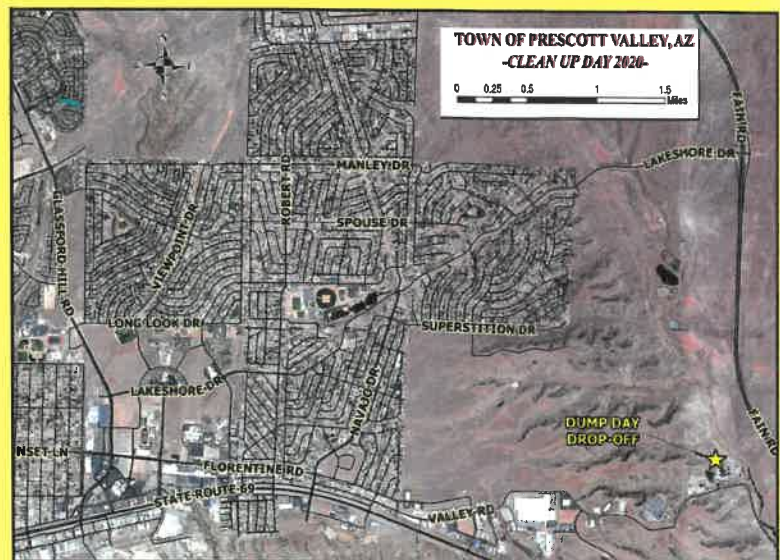 TOWN OF PRESCOTT VALLEY, AZ
-CLEAN UP DAY 2020-
0 0.25 0.5 1 1.5
Miles
N
FAIN RD
LAKESHORE DR
MANLEY DR
ROBERT RD
SPOUSE DR
VIEWPOINT DR
GLASSFORD HILL RD
LONG LOOK DR
SUPERSTITION DR
LAKESHORE DR
NAVAJO DR
DUMP DAY
DROP-OFF
FAIN RD
NSET LN
FLORENTINE RD
STATE ROUTE 69
VALLEY RD